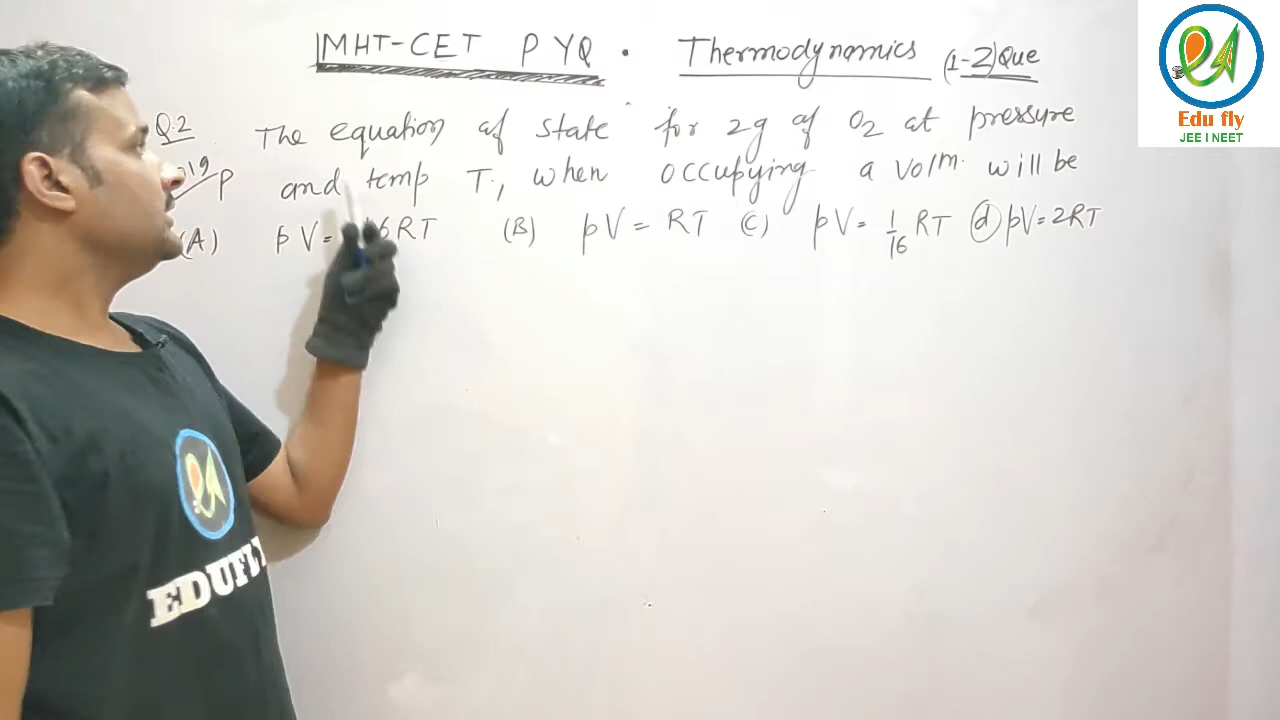 MHT-CET PYQ . Thermodynamics (1-2)Que
Q.2 The equation of state for 2g of O2 at pressure
P and temp T, when occupying a volm. will be
(A) PV= 6RT (B) PV = RT (C) PV= 1/16 RT (d) PV=2RT
Edu fly
JEE I NEET
EDUFLY